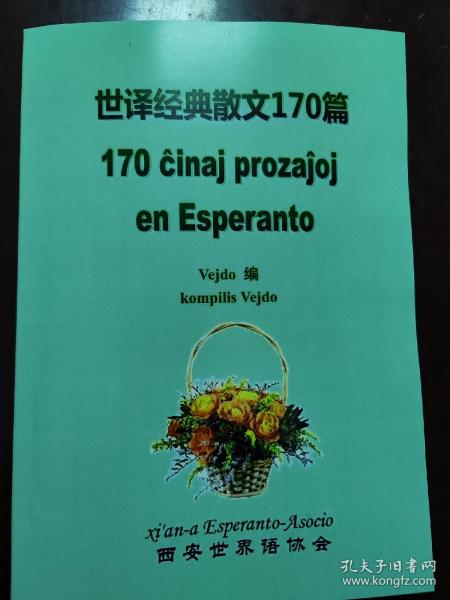 世译经典散文170篇
170 ĉinaj prozaĵoj
en Esperanto
Vejdo 编
kompilis Vejdo
xi'an-a Esperanto-Asocio
西安世界语协会
孔夫子旧书网
www.kongfz.com